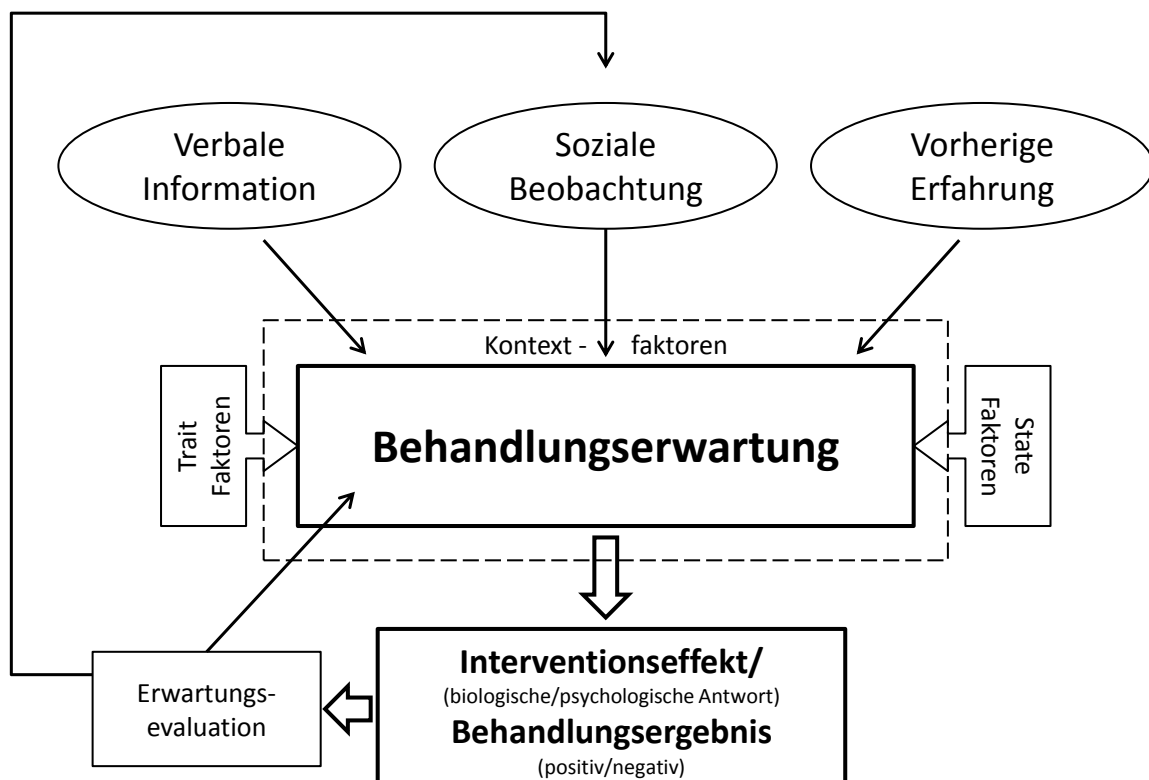 Verbale
Information
Soziale
Beobachtung
Vorherige
Erfahrung
Kontext - faktoren
Trait
Faktoren
Behandlungserwartung
State
Faktoren
Erwartungs-
evaluation
Interventionseffekt/
(biologische/psychologische Antwort)
Behandlungsergebnis
(positiv/negativ)